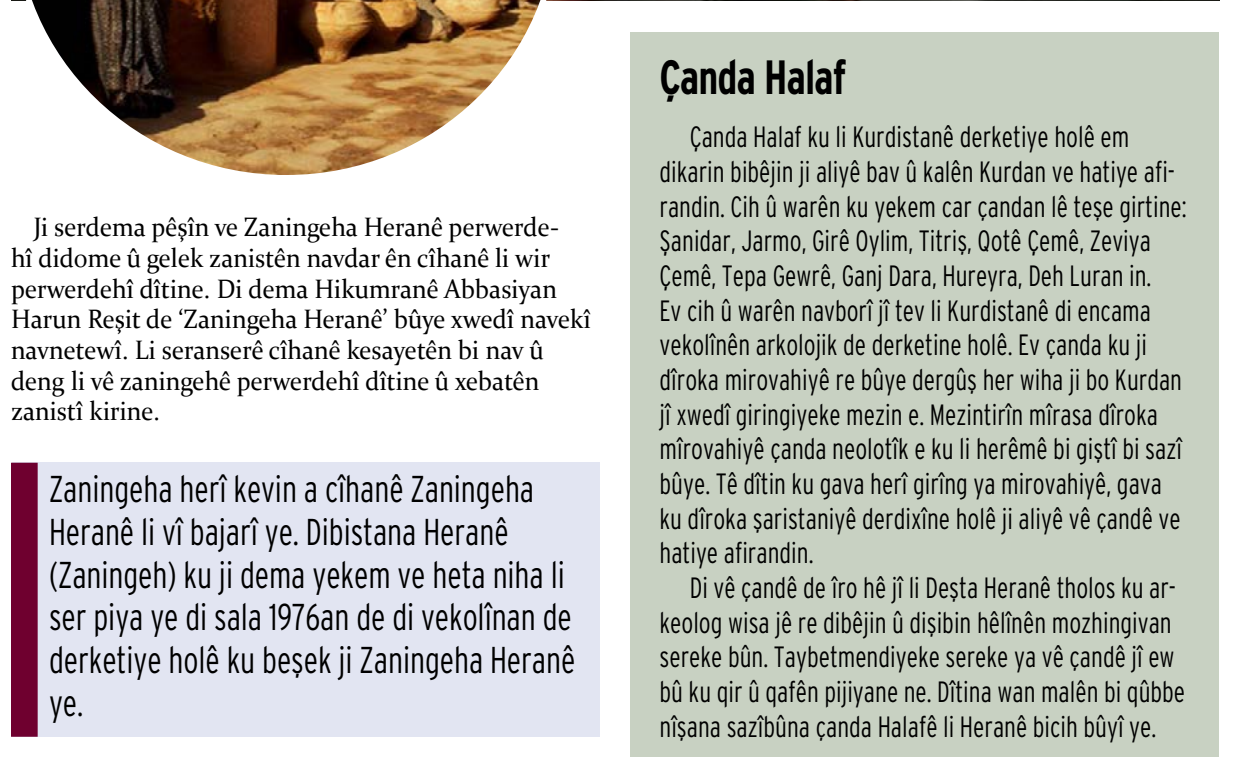 Ji serdema pêşîn ve Zaningeha Heranê perwerde-
hî didome û gelek zanistên navdar ên cîhanê li wir
perwerdehî dîtine. Di dema Hikumranê Abbasiyan
Harun Reşit de ‘Zaningeha Heranê’ bûye xwedî navekî
navnetewî. Li seranserê cîhanê kesayetên bi nav û
deng li vê zaningehê perwerdehî dîtine û xebatên
zanistî kirine.
Zaningeha herî kevin a cîhanê Zaningeha
Heranê li vî bajarî ye. Dibistana Heranê
(Zaningeh) ku ji dema yekem ve heta niha li
ser piya ye di sala 1976an de di vekolînan de
derketiye holê ku beşek ji Zaningeha Heranê
ye.
Çanda Halaf
Çanda Halaf ku li Kurdistanê derketiye holê em
dikarin bibêjin ji aliyê bav û kalên Kurdan ve hatiye afi-
randin. Cih û warên ku yekem car çandan lê teşe girtine:
Şanidar, Jarmo, Girê Oylim, Titriş, Qotê Çemê, Zeviya
Çemê, Tepa Gewrê, Ganj Dara, Hureyra, Deh Luran in.
Ev cih û warên navborî jî tev li Kurdistanê di encama
vekolînên arkolojik de derketine holê. Ev çanda ku ji
dîroka mirovahiyê re bûye dergûş her wiha ji bo Kurdan
jî xwedî giringiyeke mezin e. Mezintirîn mîrasa dîroka
mîrovahiyê çanda neolotîk e ku li herêmê bi giştî bi sazî
bûye. Tê dîtin ku gava herî girîng ya mirovahiyê, gava
ku dîroka şaristaniyê derdixîne holê ji aliyê vê çandê ve
hatiye afirandin.
Di vê çandê de îro hê jî li Deşta Heranê tholos ku ar-
keolog wisa jê re dibêjin û dişibin hêlînên mozhingivan
sereke bûn. Taybetmendiyeke sereke ya vê çandê jî ew
bû ku qir û qafên pijiyane ne. Dîtina wan malên bi qûbbe
nîşana sazîbûna çanda Halafê li Heranê bicih bûyî ye.